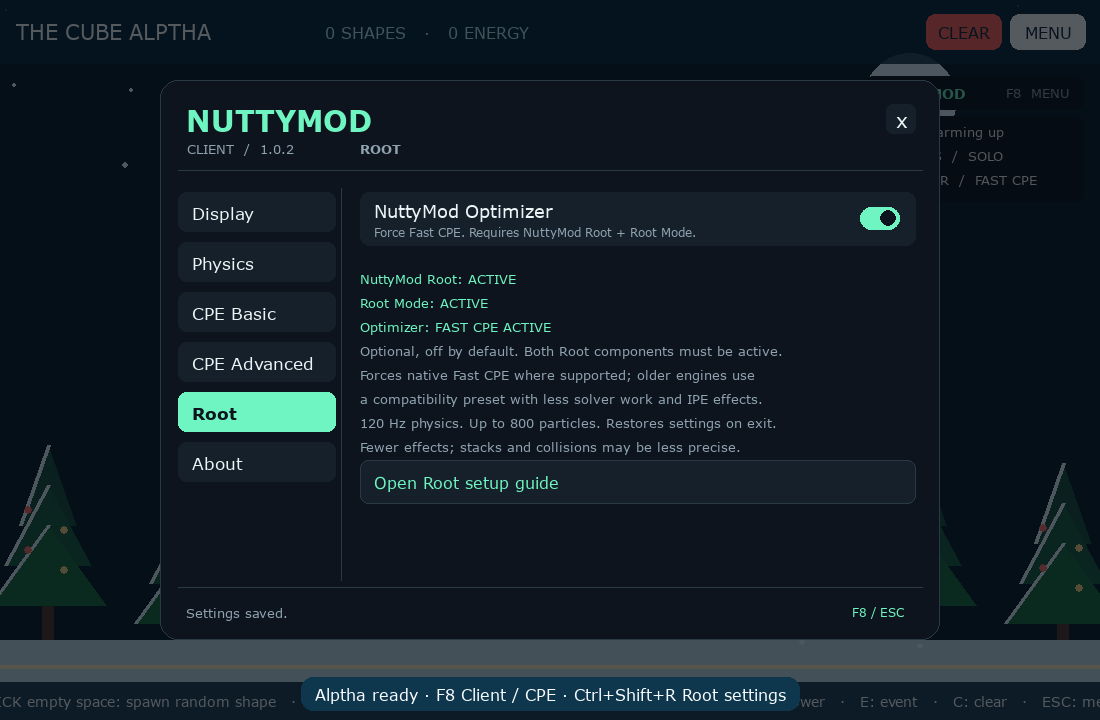 THE CUBE ALPTHA 0 SHAPES · 0 ENERGY CLEAR MENU
MOD F8 MENU
arming up
/ SOLO
R / FAST CPE
NUTTYMOD X
CLIENT / 1.0.2 ROOT
Display
Physics
CPE Basic
CPE Advanced
Root
About
NuttyMod Optimizer
Force Fast CPE. Requires NuttyMod Root + Root Mode.
NuttyMod Root: ACTIVE
Root Mode: ACTIVE
Optimizer: FAST CPE ACTIVE
Optional, off by default. Both Root components must be active.
Forces native Fast CPE where supported; older engines use
a compatibility preset with less solver work and IPE effects.
120 Hz physics. Up to 800 particles. Restores settings on exit.
Fewer effects; stacks and collisions may be less precise.
Open Root setup guide
Settings saved. F8 / ESC
CK empty space: spawn random shape · wer · E: event · C: clear · ESC: me
Alptha ready · F8 Client / CPE · Ctrl+Shift+R Root settings